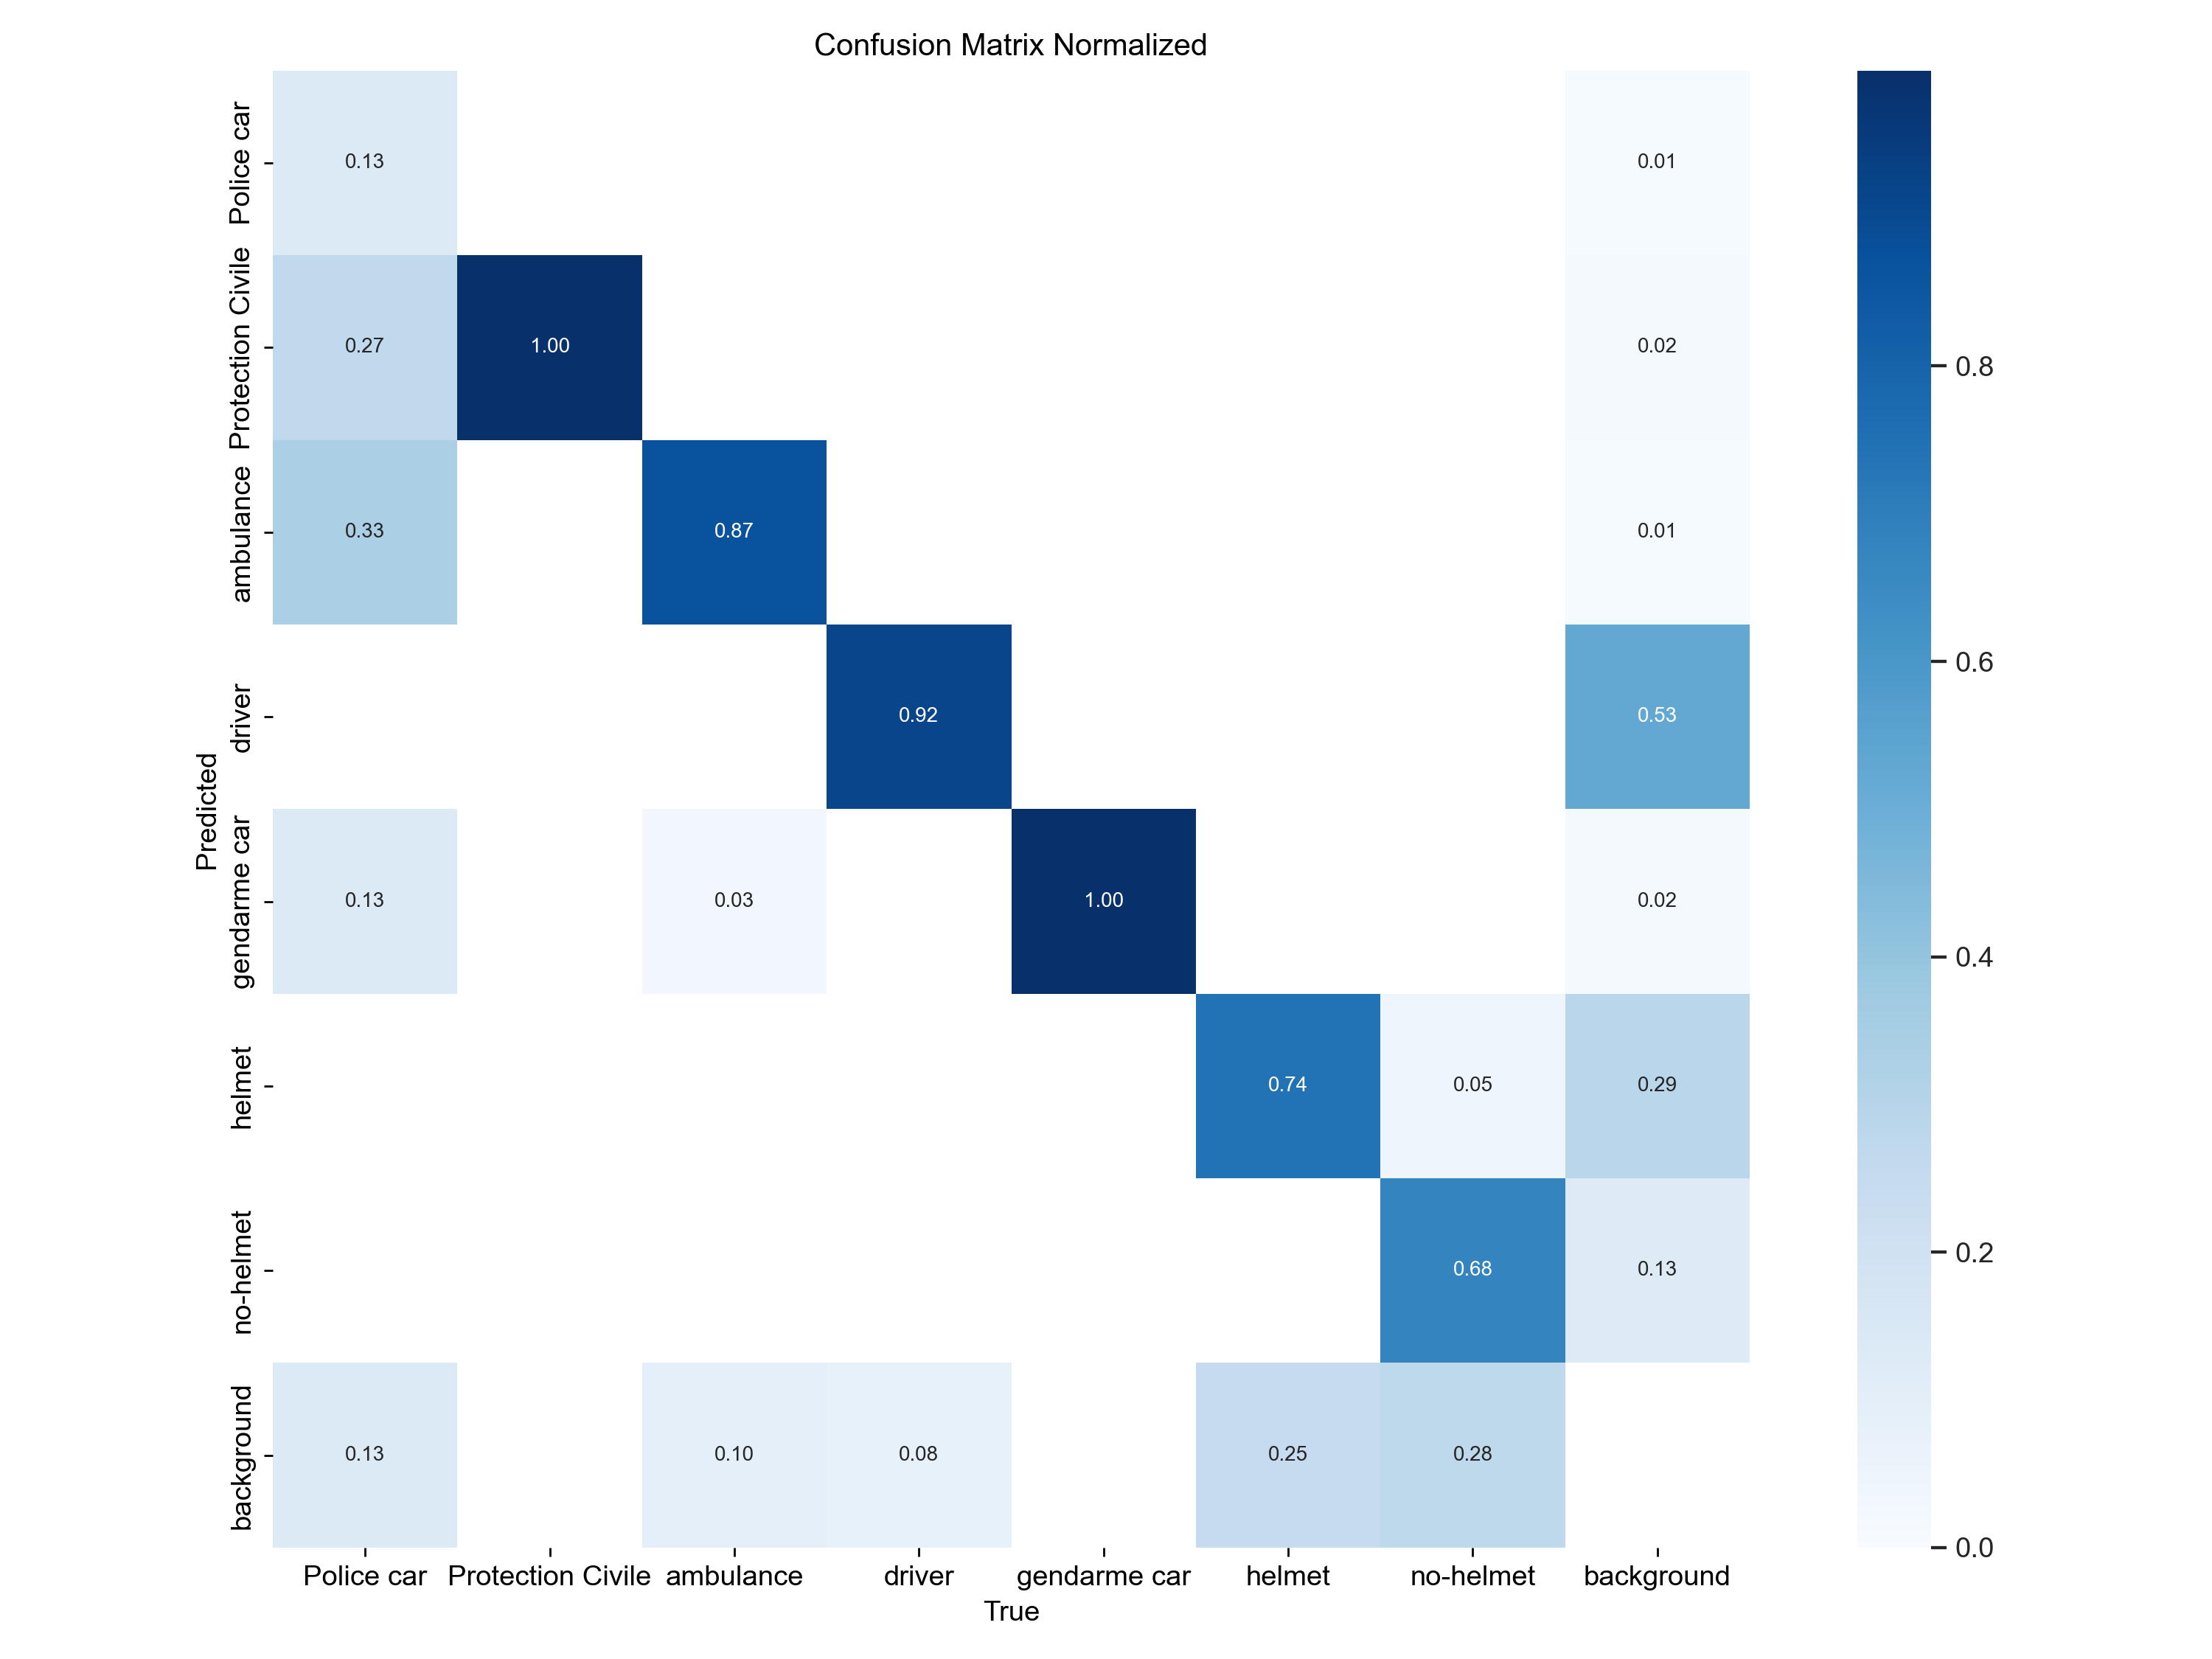 Confusion Matrix Normalized
Police car
0.13
0.01
Protection Civile
0.27
1.00
0.02
0.8
ambulance
0.33
0.87
0.01
0.6
driver
0.92
0.53
Predicted
gendarme car
0.13
0.03
1.00
0.02
0.4
helmet
0.74
0.05
0.29
no-helmet
0.68
0.13
0.2
background
0.13
0.10
0.08
0.25
0.28
0.0
Police car Protection Civile ambulance driver gendarme car helmet no-helmet background
True